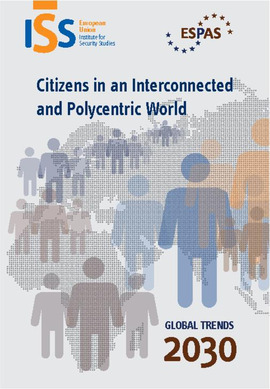 ISS
European
Union
Institute for
Security Studies
ESPAS
Citizens in an Interconnected
and Polycentric World
GLOBAL TRENDS
2030